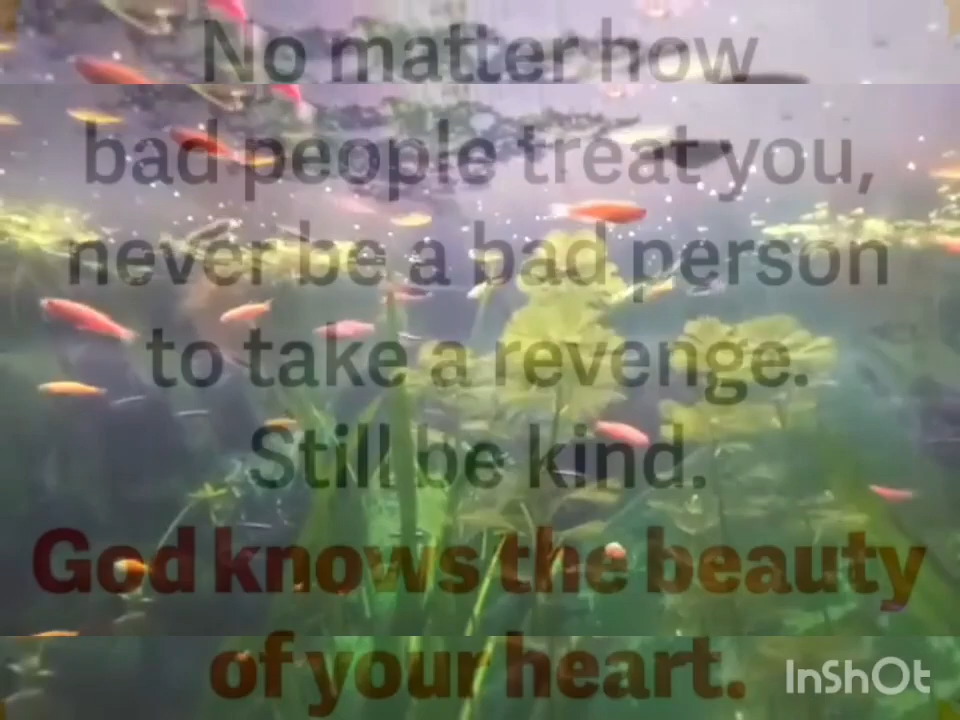 No matter how
bad people treat you,
never be a bad person
to take a revenge.
Still be kind.
God knows the beauty
of your heart.
InShOt